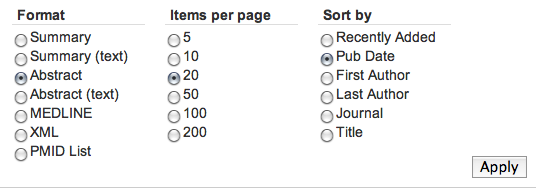 Format
Summary
Summary (text)
Abstract
Abstract (text)
MEDLINE
XML
PMID List
Items per page
5
10
20
50
100
200
Sort by
Recently Added
Pub Date
First Author
Last Author
Journal
Title
Apply